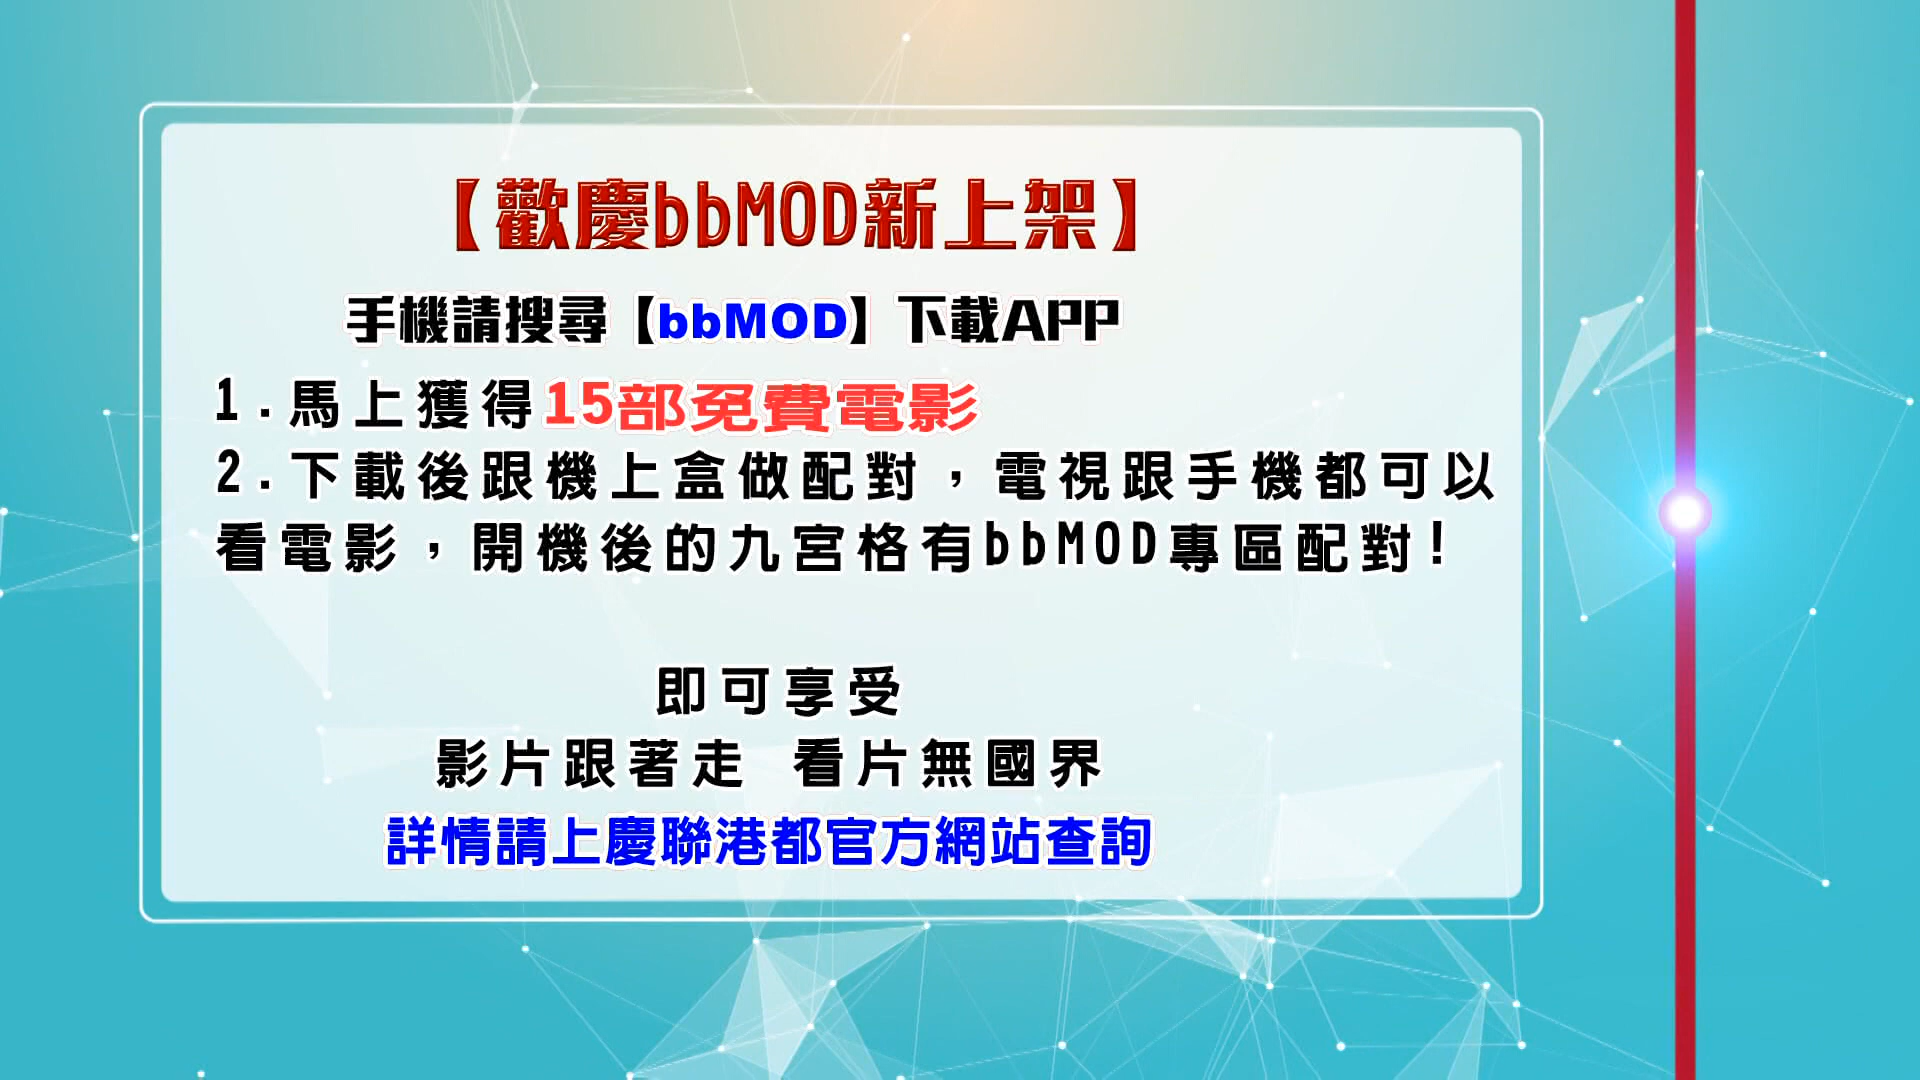 【歡慶bbMOD新上架】
手機請搜尋【bbMOD】下載APP
1.馬上獲得15部免費電影
2.下載後跟機上盒做配對，電視跟手機都可以
看電影，開機後的九宮格有bbMOD專區配對!
即可享受
影片跟著走 看片無國界
詳情請上慶聯港都官方網站查詢